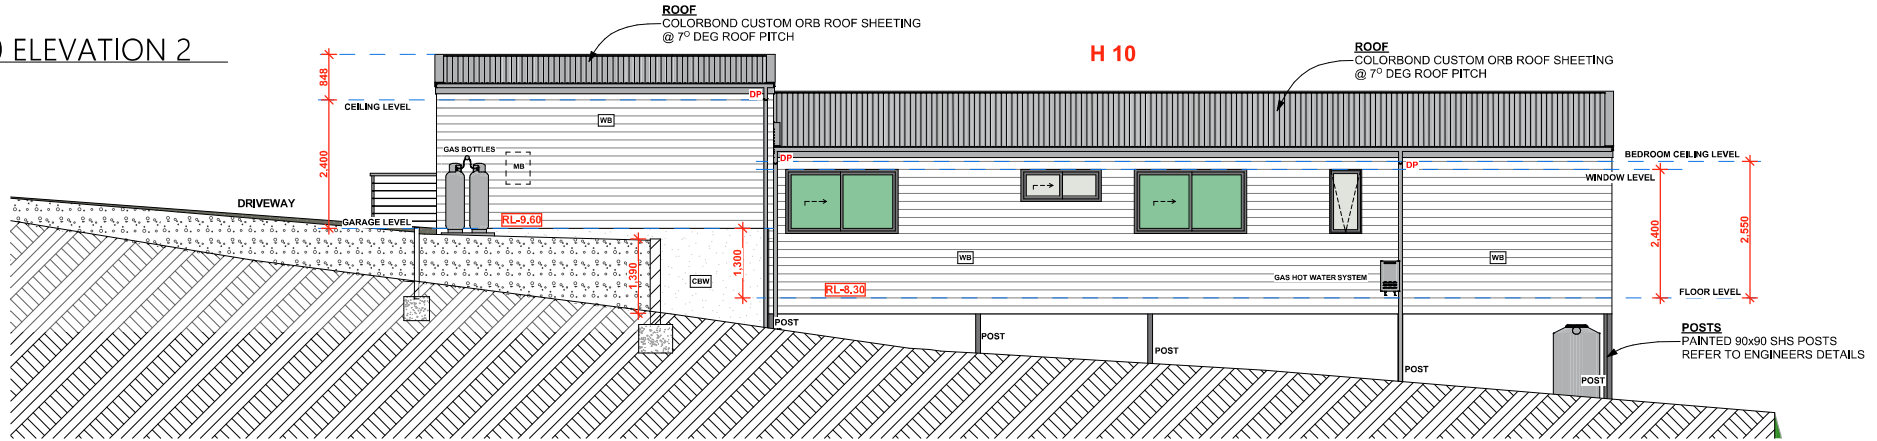 ) ELEVATION 2
ROOF
COLORBOND CUSTOM ORB ROOF SHEETING
@ 7° DEG ROOF PITCH
H 10
ROOF
COLORBOND CUSTOM ORB ROOF SHEETING
@ 7° DEG ROOF PITCH
848
CEILING LEVEL
DP
WB
2,400
GAS BOTTLES
MB
DP
DP
BEDROOM CEILING LEVEL
WINDOW LEVEL
DRIVEWAY
GARAGE LEVEL
RL-9.60
2,400
2,550
1,390
1,300
CBW
WB
WB
GAS HOT WATER SYSTEM
RL-8.30
FLOOR LEVEL
POST
POST
POST
POST
POST
POSTS
PAINTED 90x90 SHS POSTS
REFER TO ENGINEERS DETAILS